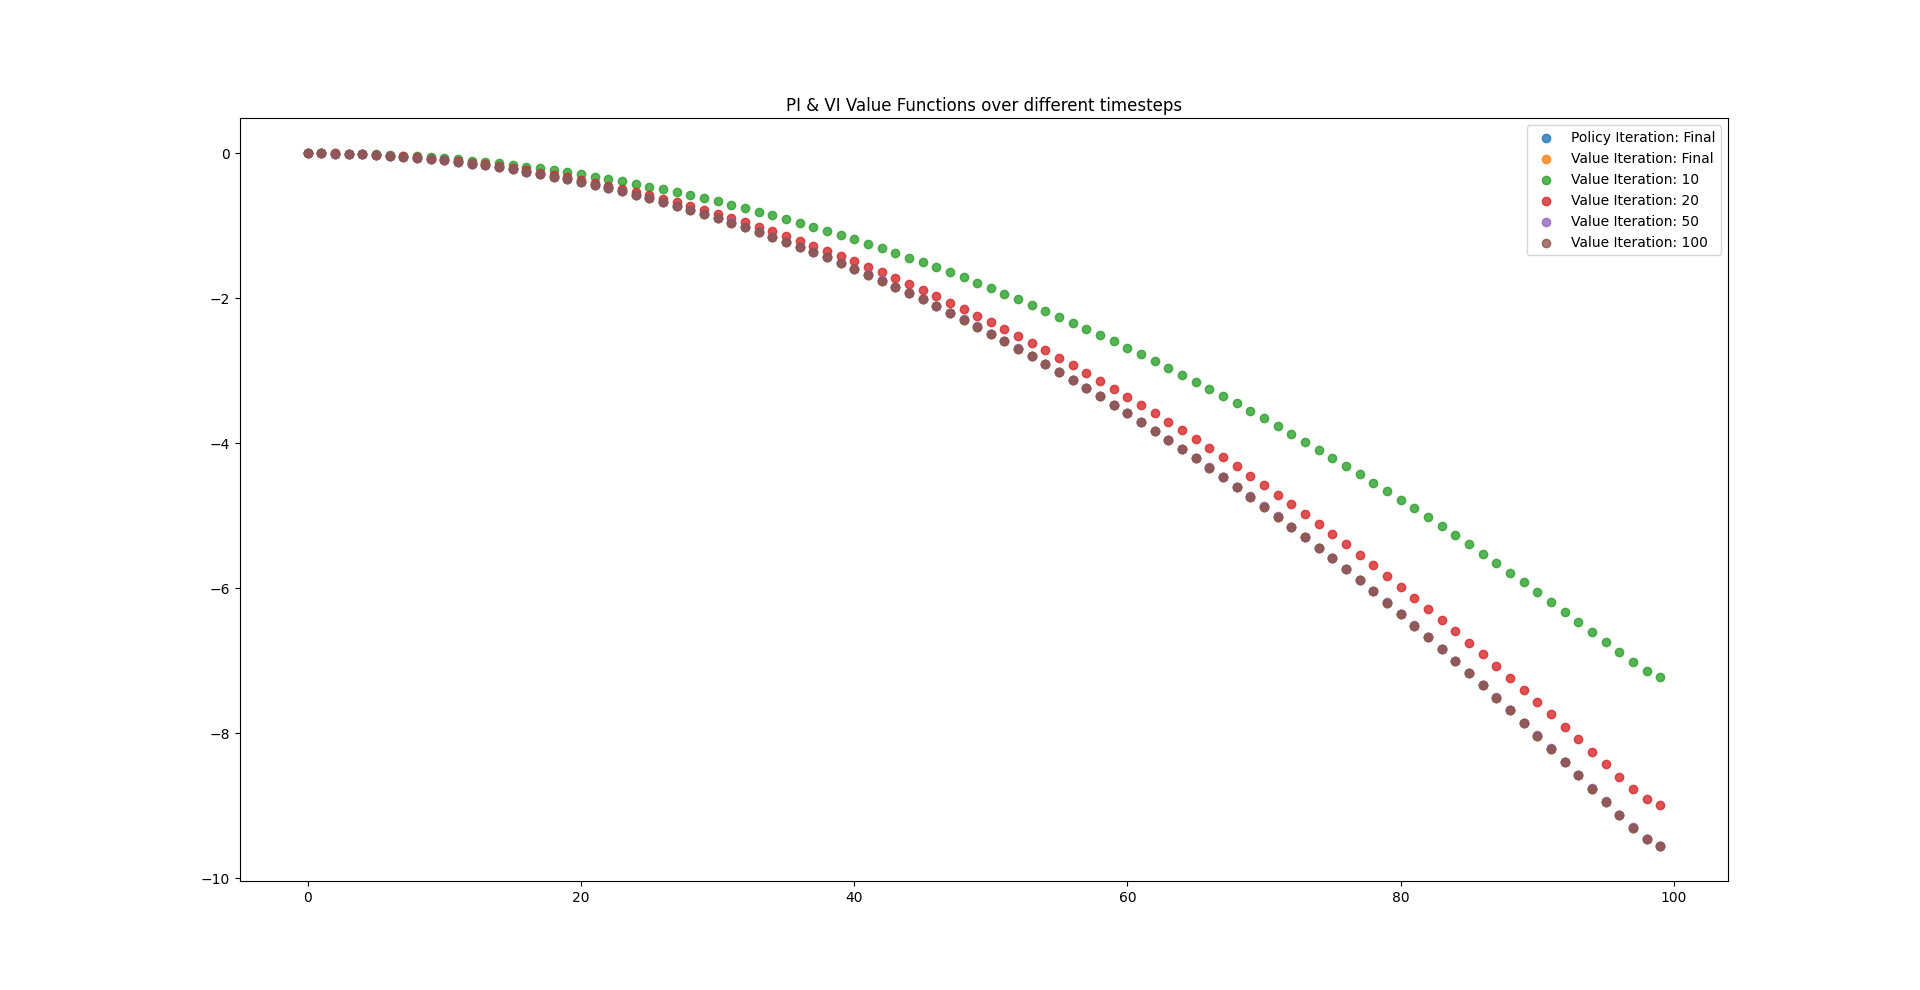 PI & VI Value Functions over different timesteps
Policy Iteration: Final
Value Iteration: Final
Value Iteration: 10
Value Iteration: 20
Value Iteration: 50
Value Iteration: 100
0
−2
−4
−6
−8
−10
0 20 40 60 80 100